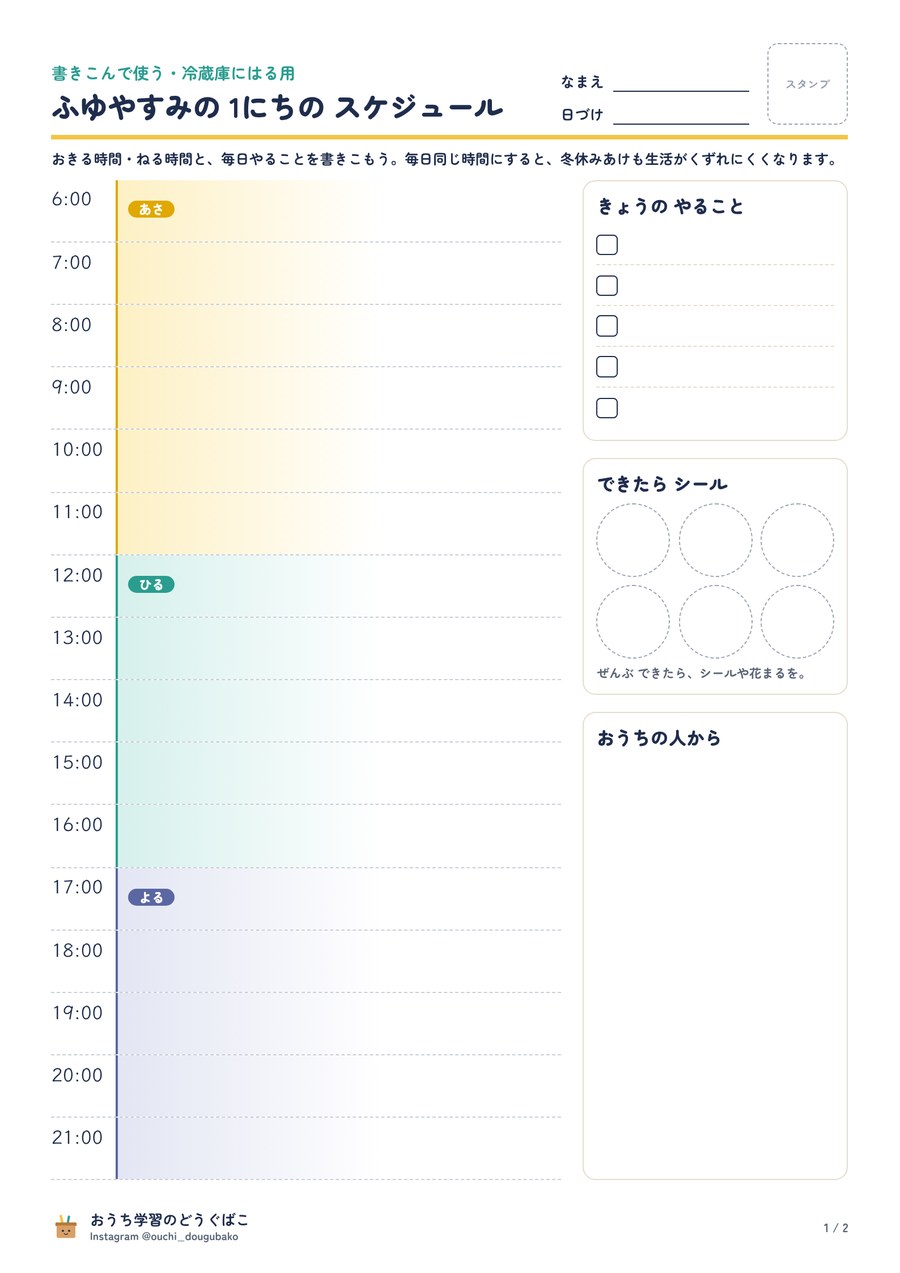 書きこんで使う・冷蔵庫にはる用
ふゆやすみの 1にちの スケジュール
なまえ
日づけ
スタンプ
おきる時間・ねる時間と、毎日やることを書きこもう。毎日同じ時間にすると、冬休みあけも生活がくずれにくくなります。
6:00
あさ
7:00
8:00
9:00
10:00
11:00
12:00
ひる
13:00
14:00
15:00
16:00
17:00
よる
18:00
19:00
20:00
21:00
きょうの やること
できたら シール
ぜんぶ できたら、シールや花まるを。
おうちの人から
おうち学習のどうぐばこ
Instagram @ouchi_dougubako
1 / 2